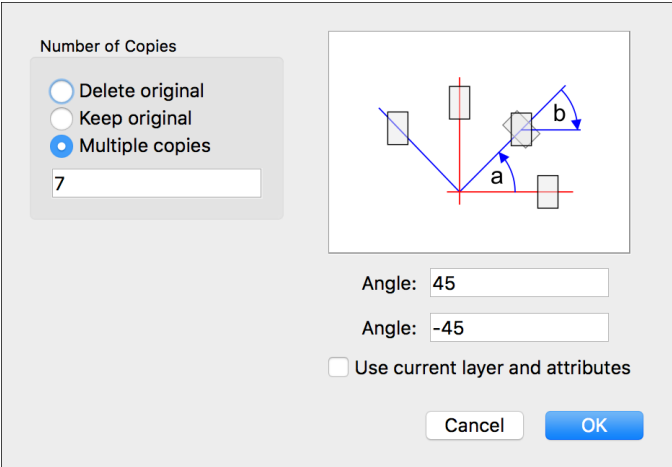 Number of Copies
Delete original
Keep original
Multiple copies
7
b
a
Angle: 45
Angle: -45
Use current layer and attributes
Cancel OK